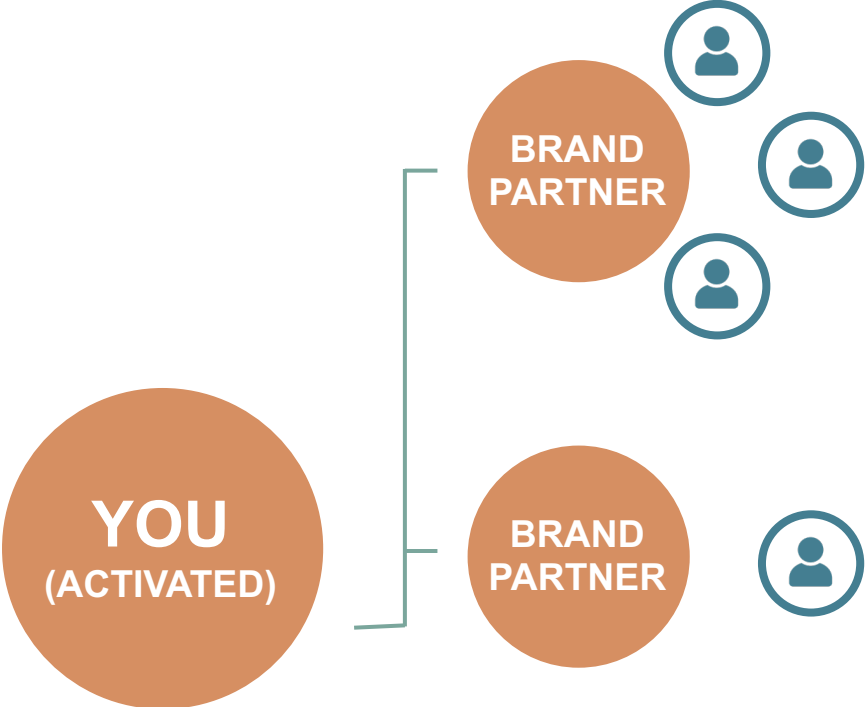 BRAND
PARTNER
YOU
(ACTIVATED)
BRAND
PARTNER